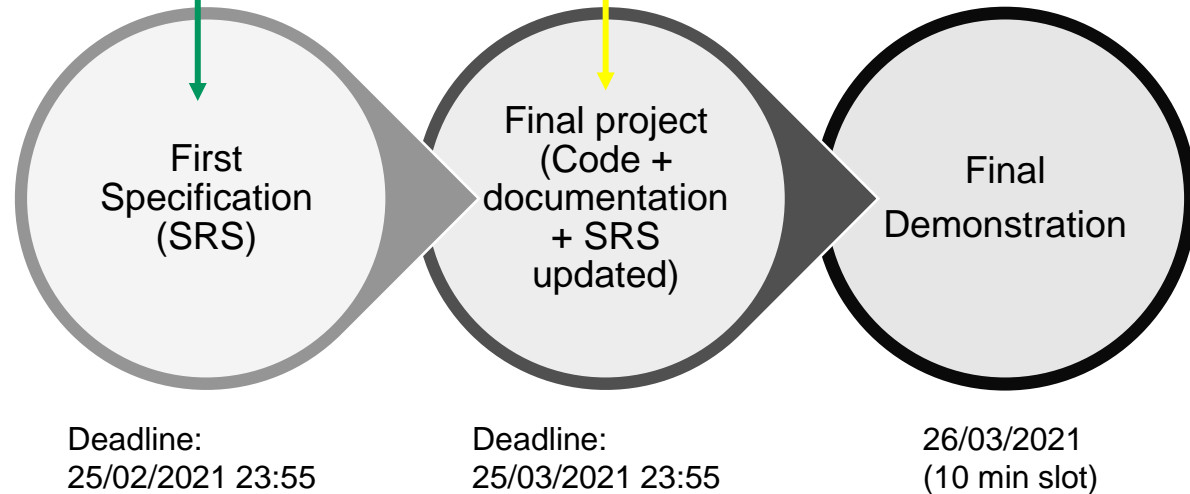 First
Specification
(SRS)
Final project
(Code +
documentation
+ SRS
updated)
Final
Demonstration
Deadline:
25/02/2021 23:55
Deadline:
25/03/2021 23:55
26/03/2021
(10 min slot)